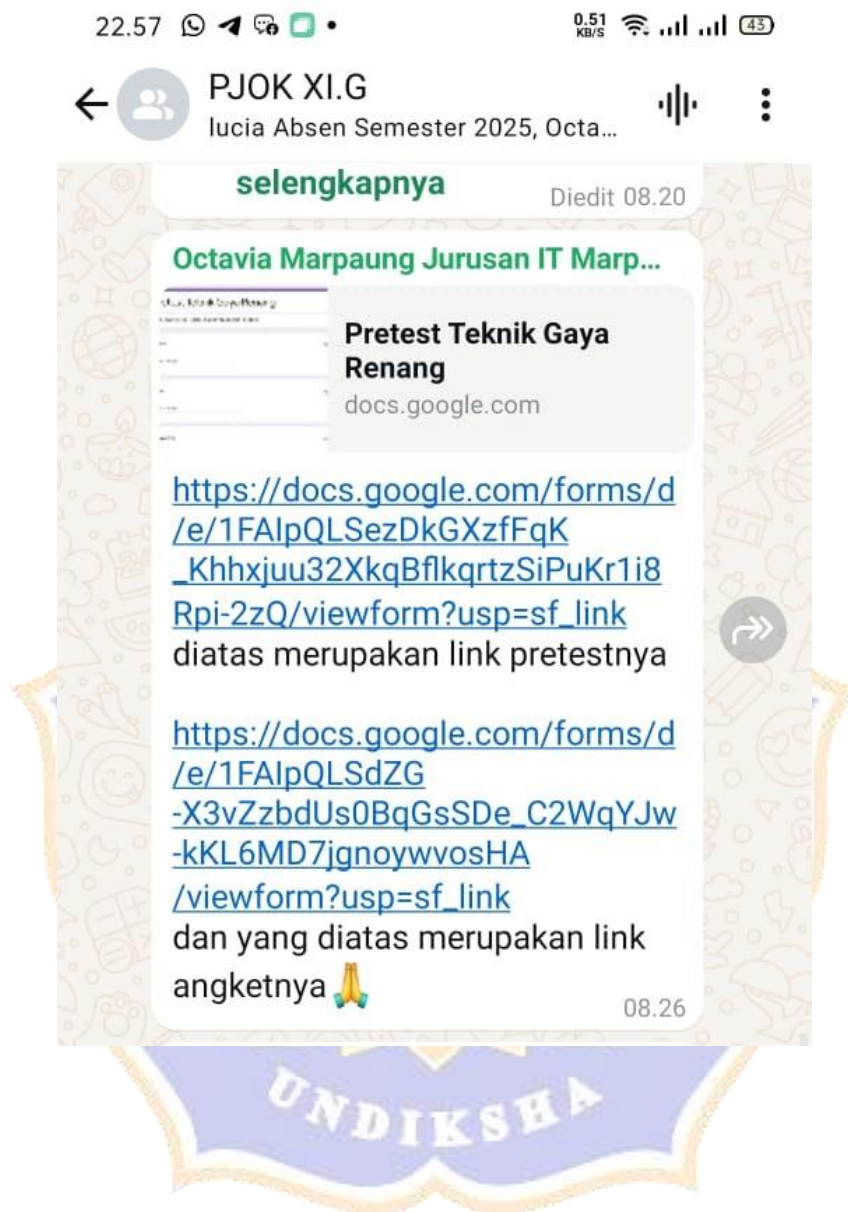 22.57
0.51
KB/S
43
PJOK XI.G
lucia Absen Semester 2025, Octa...
selengkapnya
Diedit 08.20
Octavia Marpaung Jurusan IT Marp...
Pretest Teknik Gaya
Renang
docs.google.com
https://docs.google.com/forms/d
/e/1FAIpQLSezDkGXzfFqK
_Khhxjuu32XkqBflkqrtzSiPuKr1i8
Rpi-2zQ/viewform?usp=sf_link
diatas merupakan link pretestnya
https://docs.google.com/forms/d
/e/1FAIpQLSdZG
-X3vZzbdUs0BqGsSDe_C2WqYJw
-kKL6MD7jgnoywvosHA
/viewform?usp=sf_link
dan yang diatas merupakan link
angketnya🙏
08.26
UNDIKSHA